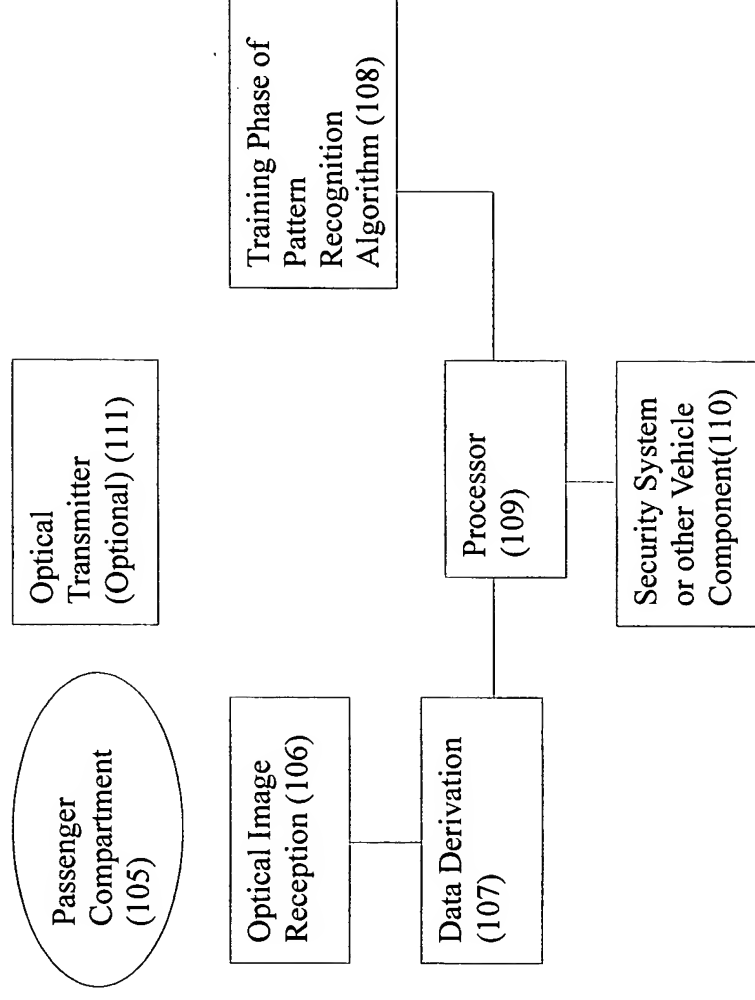 Passenger
Compartment
(105)
Optical
Transmitter
(Optional) (111)
Optical Image
Reception (106)
Training Phase of
Pattern
Recognition
Algorithm (108)
Data Derivation
(107)
Processor
(109)
Security System
or other Vehicle
Component(110)